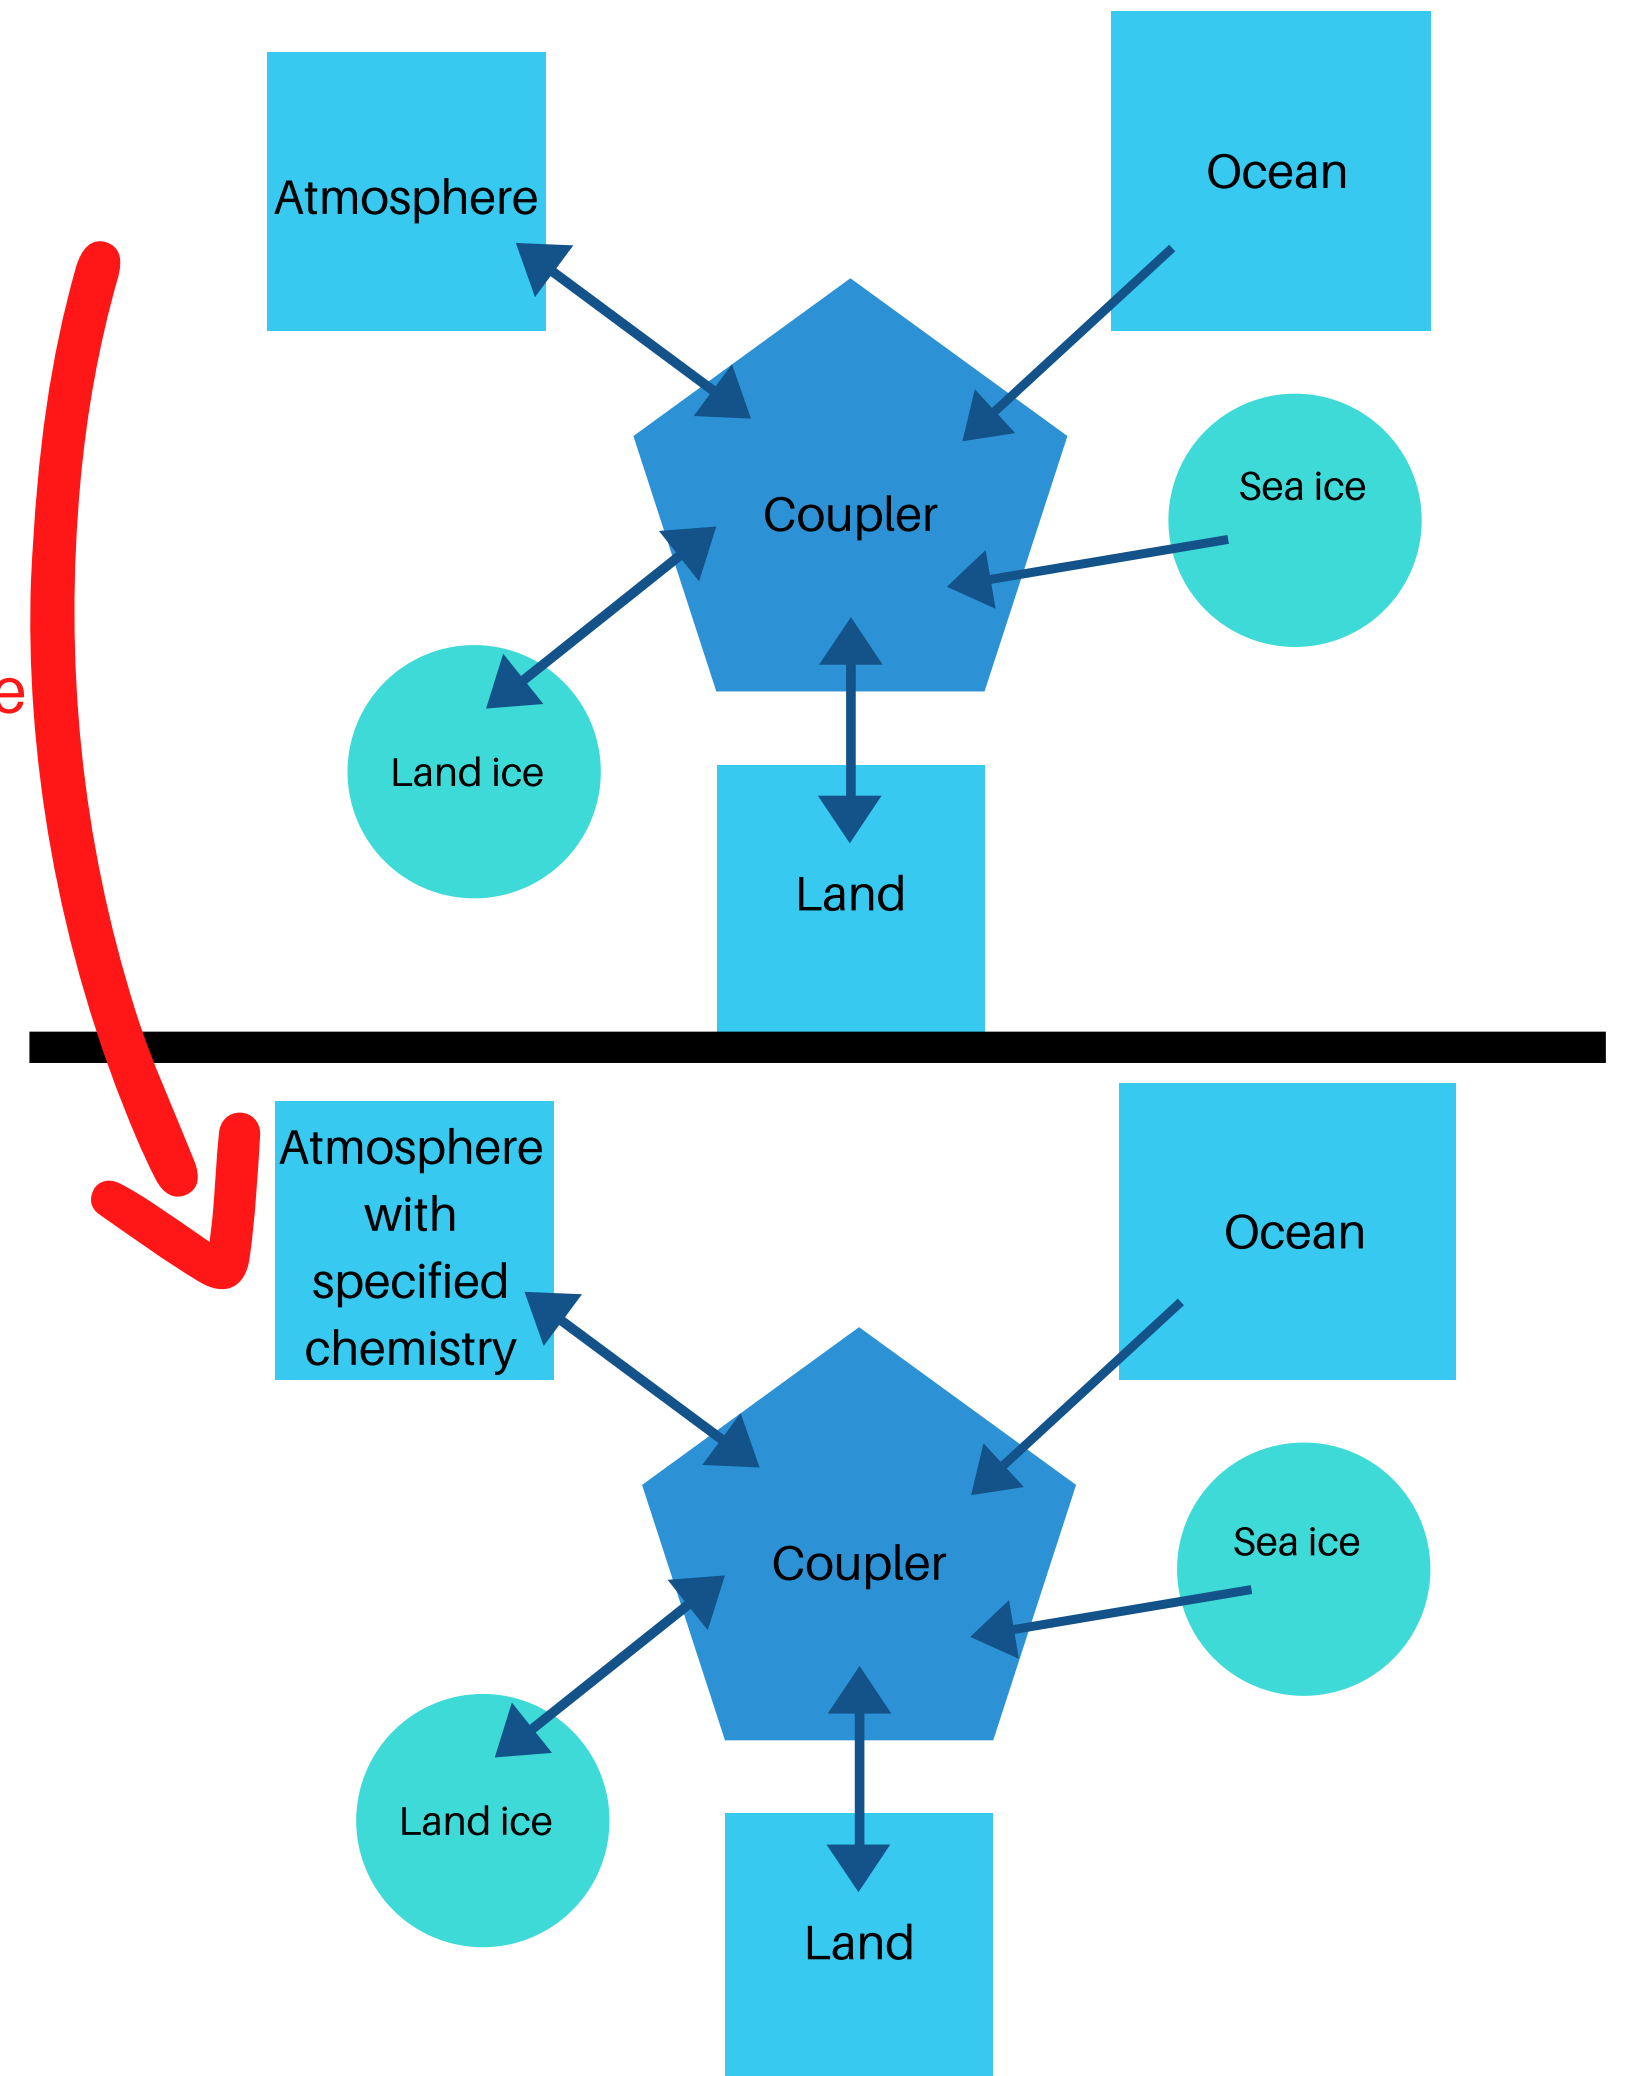 Atmosphere
Ocean
Sea ice
Coupler
Land ice
Land
Atmosphere
with
specified
chemistry
Ocean
Sea ice
Coupler
Land ice
Land